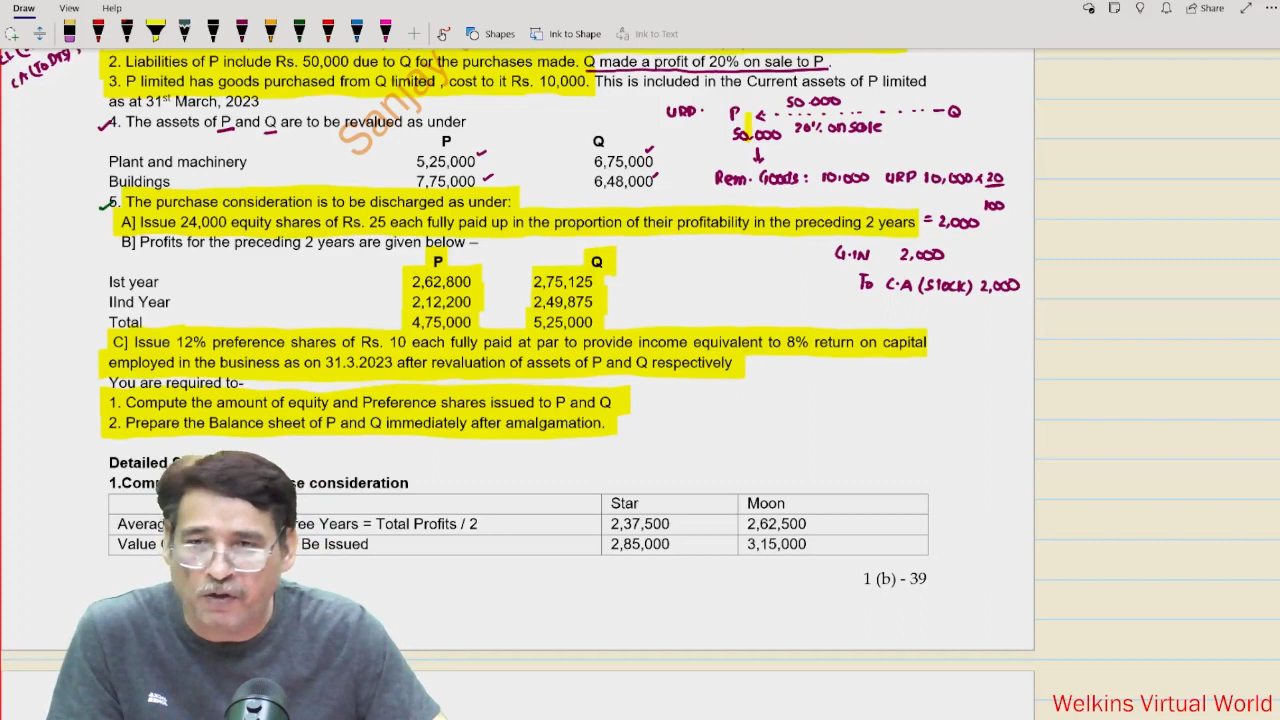 Draw View Help
Share
Shapes Ink to Shape Ink to Text
2. Liabilities of P include Rs. 50,000 due to Q for the purchases made. Q made a profit of 20% on sale to P .
3. P limited has goods purchased from Q limited , cost to it Rs. 10,000. This is included in the Current assets of P limited
as at 31st March, 2023
Sanjay
URP. P 50.000 Q
50.000 20% on sale
4. The assets of P and Q are to be revalued as under
P Q
Plant and machinery 5,25,000 6,75,000
Buildings 7,75,000 6,48,000
Rem. Goods: 10.000 URP 10,000 x 20
100
= 2,000
5. The purchase consideration is to be discharged as under:
A] Issue 24,000 equity shares of Rs. 25 each fully paid up in the proportion of their profitability in the preceding 2 years
B] Profits for the preceding 2 years are given below –
G.IN 2,000
To C.A (Stock) 2,000
P Q
Ist year 2,62,800 2,75,125
IInd Year 2,12,200 2,49,875
Total 4,75,000 5,25,000
C] Issue 12% preference shares of Rs. 10 each fully paid at par to provide income equivalent to 8% return on capital
employed in the business as on 31.3.2023 after revaluation of assets of P and Q respectively
You are required to-
1. Compute the amount of equity and Preference shares issued to P and Q
2. Prepare the Balance sheet of P and Q immediately after amalgamation.
Detailed
1.Com consideration
Star Moon
Averag Years = Total Profits / 2 2,37,500 2,62,500
Value Be Issued 2,85,000 3,15,000
1 (b) - 39
Welkins Virtual World